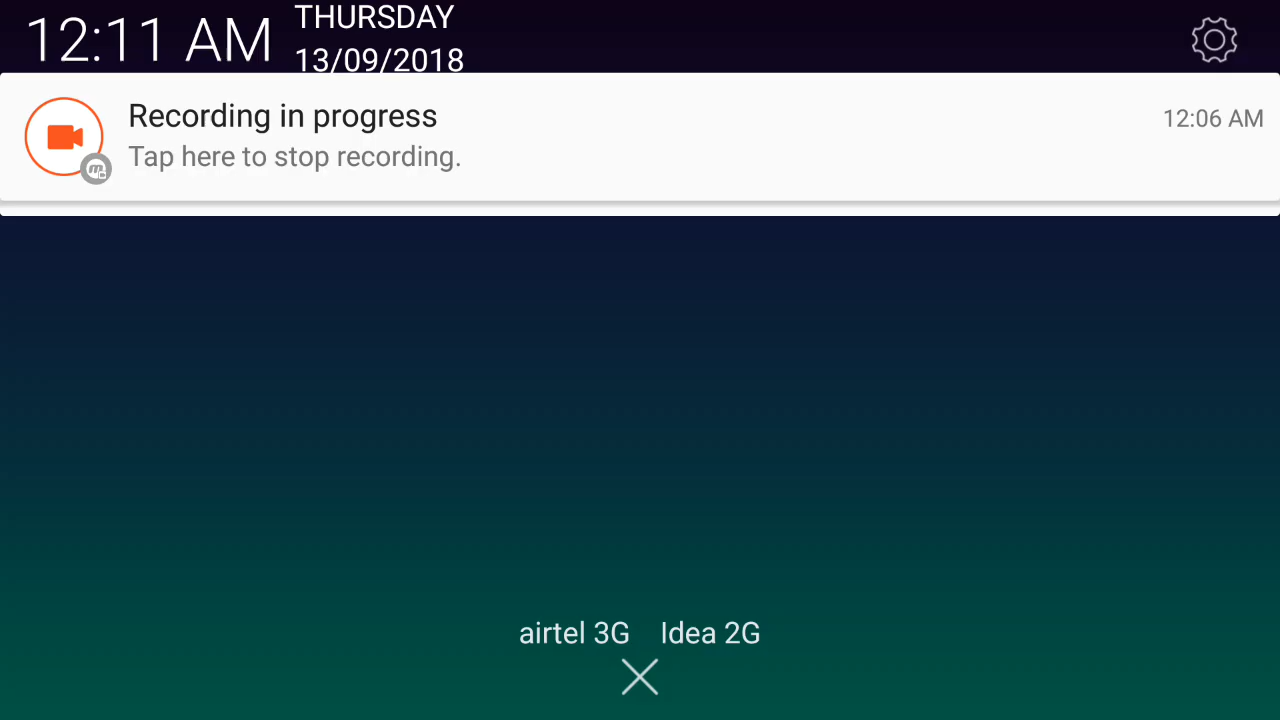 12:11 AM
THURSDAY
13/09/2018
Recording in progress
12:06 AM
Tap here to stop recording.
airtel 3G Idea 2G